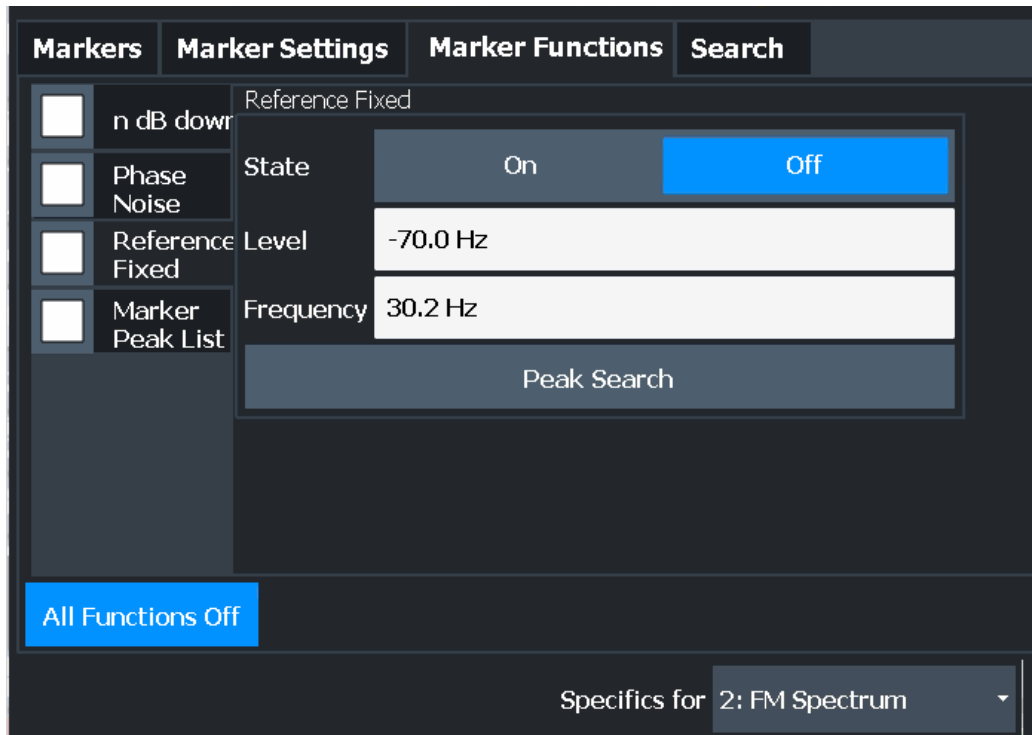 Markers Marker Settings Marker Functions Search
n dB down
Reference Fixed
State On Off
Phase
Noise
Level -70.0 Hz
Reference
Fixed
Frequency 30.2 Hz
Marker
Peak List
Peak Search
All Functions Off
Specifics for 2: FM Spectrum